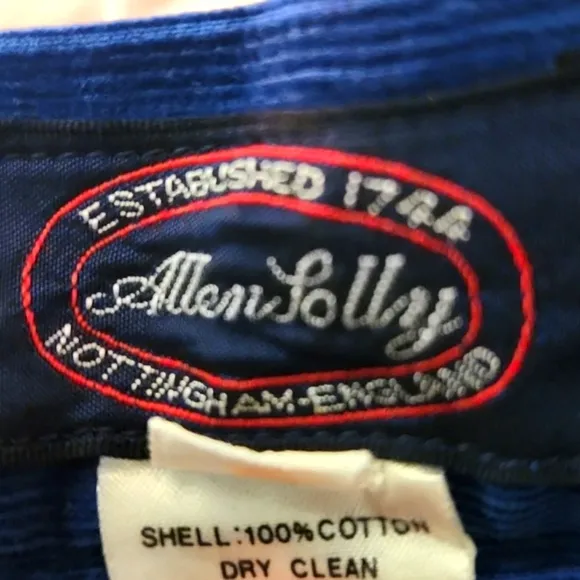 ESTABLISHED 1744
Allen Solly
NOTTINGHAM-ENGLAND
SHELL:100%COTTON
DRY CLEAN